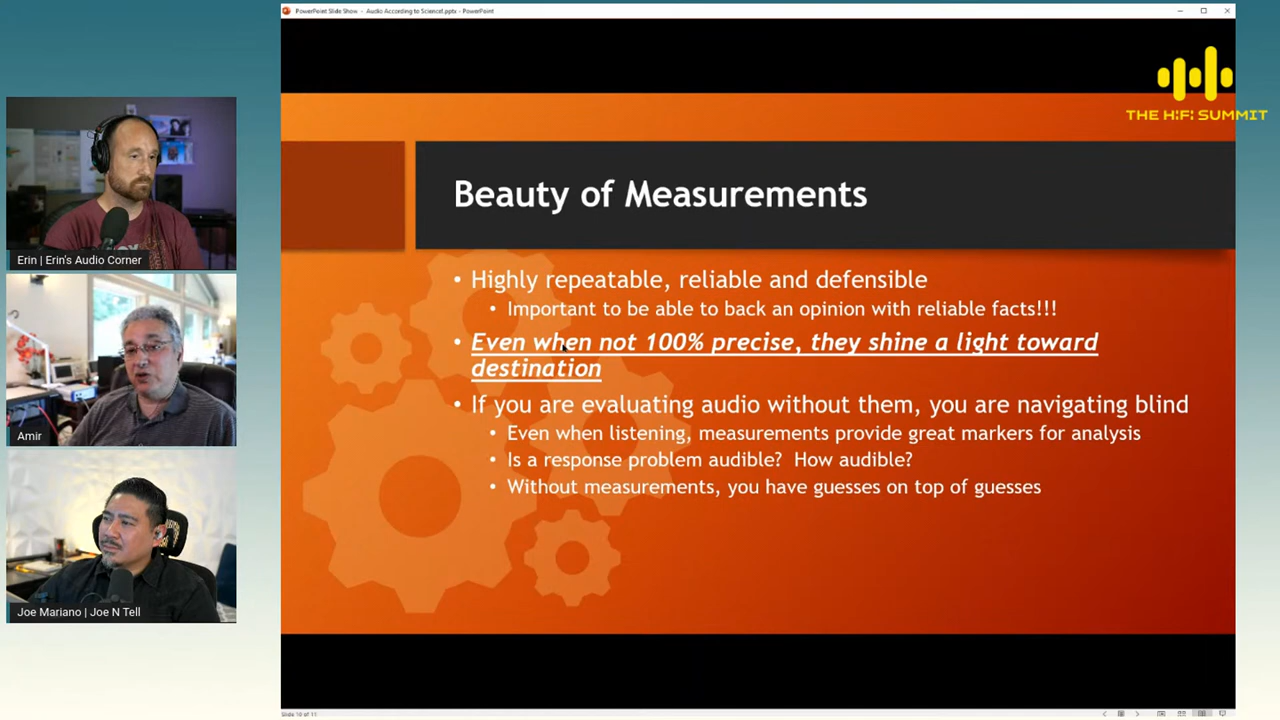 PowerPoint Slide Show - Audio According to Science!.pptx - PowerPoint
THE H:F: SUMMIT
Beauty of Measurements
• Highly repeatable, reliable and defensible
• Important to be able to back an opinion with reliable facts!!!
• Even when not 100% precise, they shine a light toward
destination
• If you are evaluating audio without them, you are navigating blind
• Even when listening, measurements provide great markers for analysis
• Is a response problem audible? How audible?
• Without measurements, you have guesses on top of guesses
Erin | Erin's Audio Corner
Amir
Joe Mariano | Joe N Tell
Slide 10 of 11